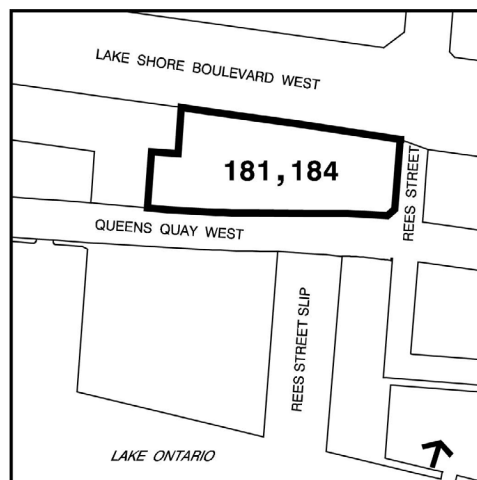 LAKE SHORE BOULEVARD WEST
181,184
REES STREET
QUEENS QUAY WEST
REES STREET SLIP
LAKE ONTARIO